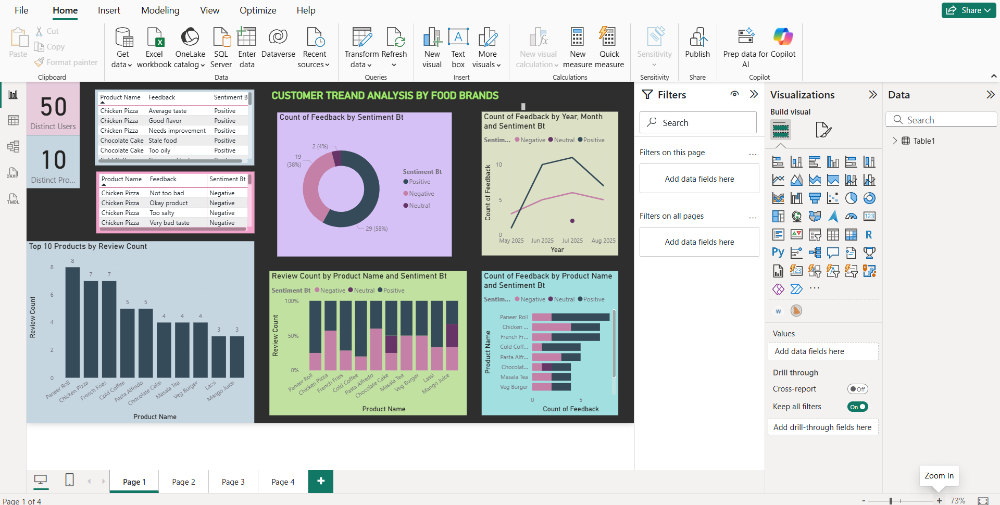 File Home Insert Modeling View Optimize Help
Share
Paste
Cut
Copy
Format painter
Clipboard
Get data
Excel workbook
OneLake catalog
SQL Server
Enter data
Dataverse
Recent sources
Data
Transform data
Refresh
Queries
New visual
Text box
More visuals
Insert
New visual calculation
New measure
Quick measure
Calculations
Sensitivity
Sensitivity
Publish
Share
Prep data for AI
Copilot
Copilot
DAX
TMDL
50
Distinct Users
10
Distinct Pro...
Product Name Feedback Sentiment B
Chicken Pizza Average taste Positive
Chicken Pizza Good flavor Positive
Chicken Pizza Needs improvement Positive
Chocolate Cake Stale food Positive
Chocolate Cake Too oily Positive
Product Name Feedback Sentiment Bt
Chicken Pizza Not too bad Negative
Chicken Pizza Okay product Negative
Chicken Pizza Too salty Negative
Chicken Pizza Very bad taste Negative
CUSTOMER TREAND ANALYSIS BY FOOD BRANDS
Count of Feedback by Sentiment Bt
2 (4%)
19
(38%)
29 (58%)
Sentiment Bt
Positive
Negative
Neutral
Count of Feedback by Year, Month
and Sentiment Bt
Sentim... Negative Neutral Positive
Count of Feedback
10
5
0
May 2025 Jun 2025 Jul 2025 Aug 2025
Year
Top 10 Products by Review Count
Review Count
8
6
4
2
0
8 7 7 5 5 4 4 4 3 3
Paneer Roll
Chicken Pizza
French Fries
Cold Coffee
Pasta Alfredo
Chocolate Cake
Masala Tea
Veg Burger
Lassi
Mango Juice
Product Name
Review Count by Product Name and Sentiment Bt
Sentiment Bt Negative Neutral Positive
Review Count
100%
50%
0%
Paneer Roll
Chicken Pizza
French Fries
Cold Coffee
Pasta Alfredo
Chocolate Cake
Masala Tea
Veg Burger
Lassi
Mango Juice
Product Name
Count of Feedback by Product Name
and Sentiment Bt
Sentim... Negative Neutral Positive
Product Name
Paneer Roll
Chicken ...
French Fr...
Cold Coff...
Pasta Alfr...
Chocolat...
Masala Tea
Veg Burger
0 5
Count of Feedback
Filters
Search
Filters on this page ...
Add data fields here
Filters on all pages ...
Add data fields here
Visualizations
Build visual
123
R
Py
123
...
w
Values
Add data fields here
Drill through
Cross-report Off
Keep all filters On
Add drill-through fields here
Data
Search
Table1
Zoom In
Page 1 Page 2 Page 3 Page 4 +
Page 1 of 4
- + 73%